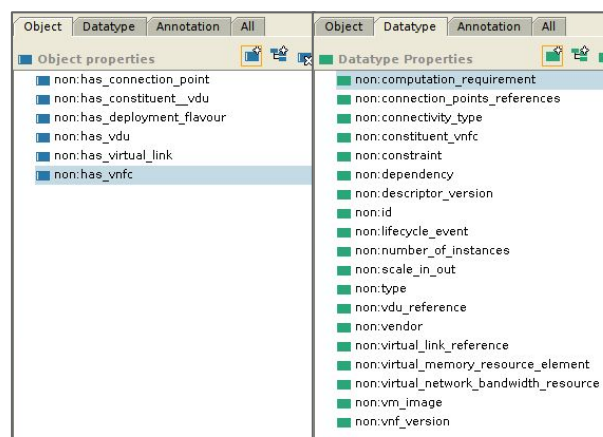 Object Datatype Annotation All
Object properties
non:has_connection_point
non:has_constituent__vdu
non:has_deployment_flavour
non:has_vdu
non:has_virtual_link
non:has_vnfc
Object Datatype Annotation All
Datatype Properties
non:computation_requirement
non:connection_points_references
non:connectivity_type
non:constituent_vnfc
non:constraint
non:dependency
non:descriptor_version
non:id
non:lifecycle_event
non:number_of_instances
non:scale_in_out
non:type
non:vdu_reference
non:vendor
non:virtual_link_reference
non:virtual_memory_resource_element
non:virtual_network_bandwidth_resource
non:vm_image
non:vnf_version